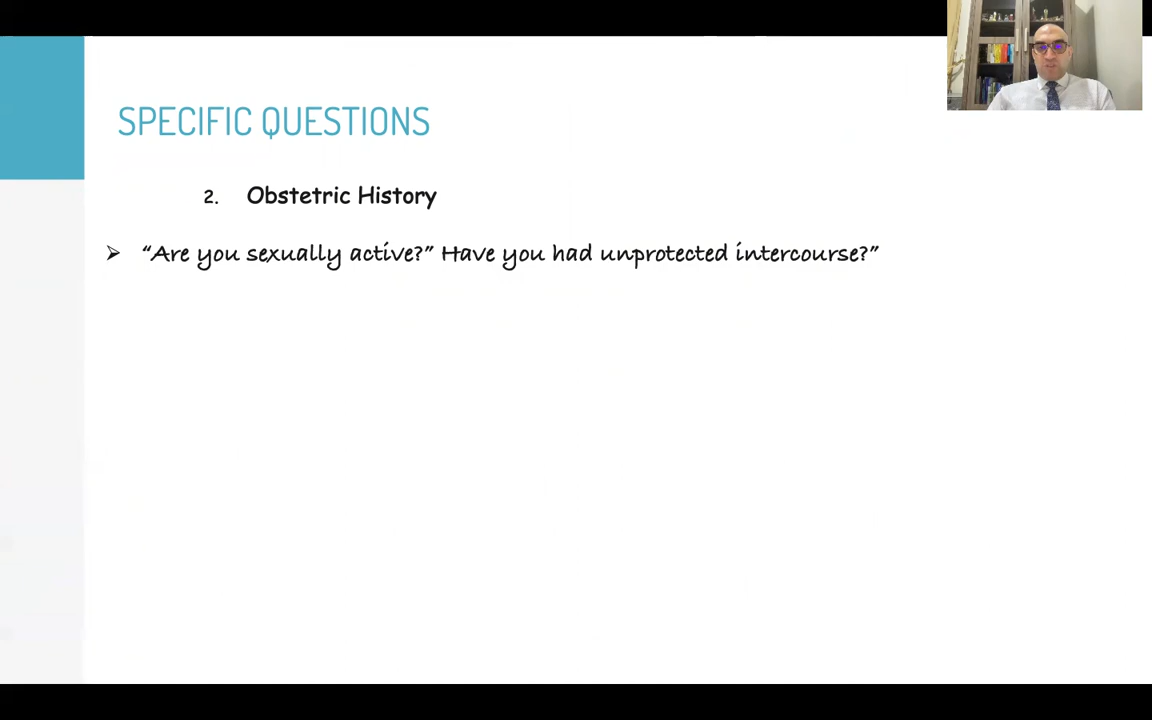 SPECIFIC QUESTIONS
2. Obstetric History
➢ “Are you sexually active?” Have you had unprotected intercourse?”